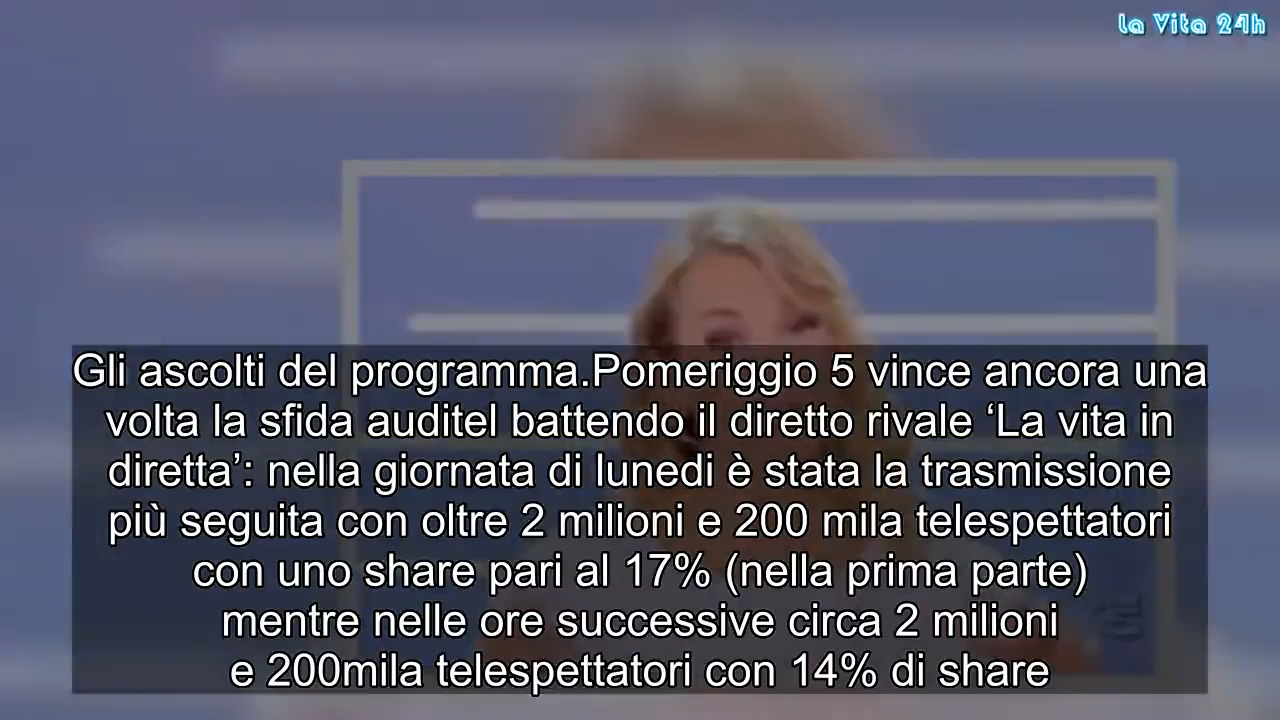 La Vita 24h
Gli ascolti del programma.Pomeriggio 5 vince ancora una
volta la sfida auditel battendo il diretto rivale ‘La vita in
diretta’: nella giornata di lunedi è stata la trasmissione
più seguita con oltre 2 milioni e 200 mila telespettatori
con uno share pari al 17% (nella prima parte)
mentre nelle ore successive circa 2 milioni
e 200mila telespettatori con 14% di share